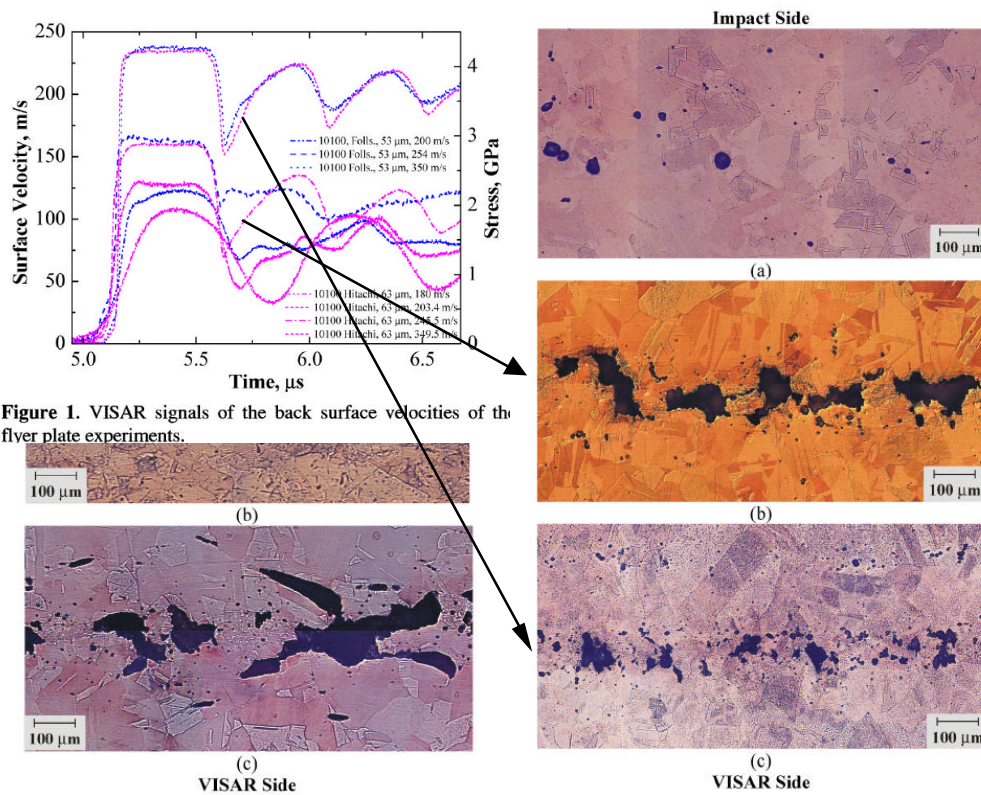 Impact Side
250
200
150
100
50
0
Surface Velocity, m/s
4
3
2
1
0
Stress, GPa
10100, Folls., 53 µm, 200 m/s
10100 Folls., 53 µm, 254 m/s
10100 Folls., 53 µm, 350 m/s
10100 Hitachi, 63 µm, 180 m/s
10100 Hitachi, 63 µm, 203.4 m/s
10100 Hitachi, 63 µm, 245.5 m/s
10100 Hitachi, 63 µm, 349.5 m/s
5.0 5.5 6.0 6.5
Time, µs
Figure 1. VISAR signals of the back surface velocities of the
flyer plate experiments.
100 µm
(b)
100 µm
(c)
VISAR Side
100 µm
(a)
100 µm
(b)
100 µm
(c)
VISAR Side